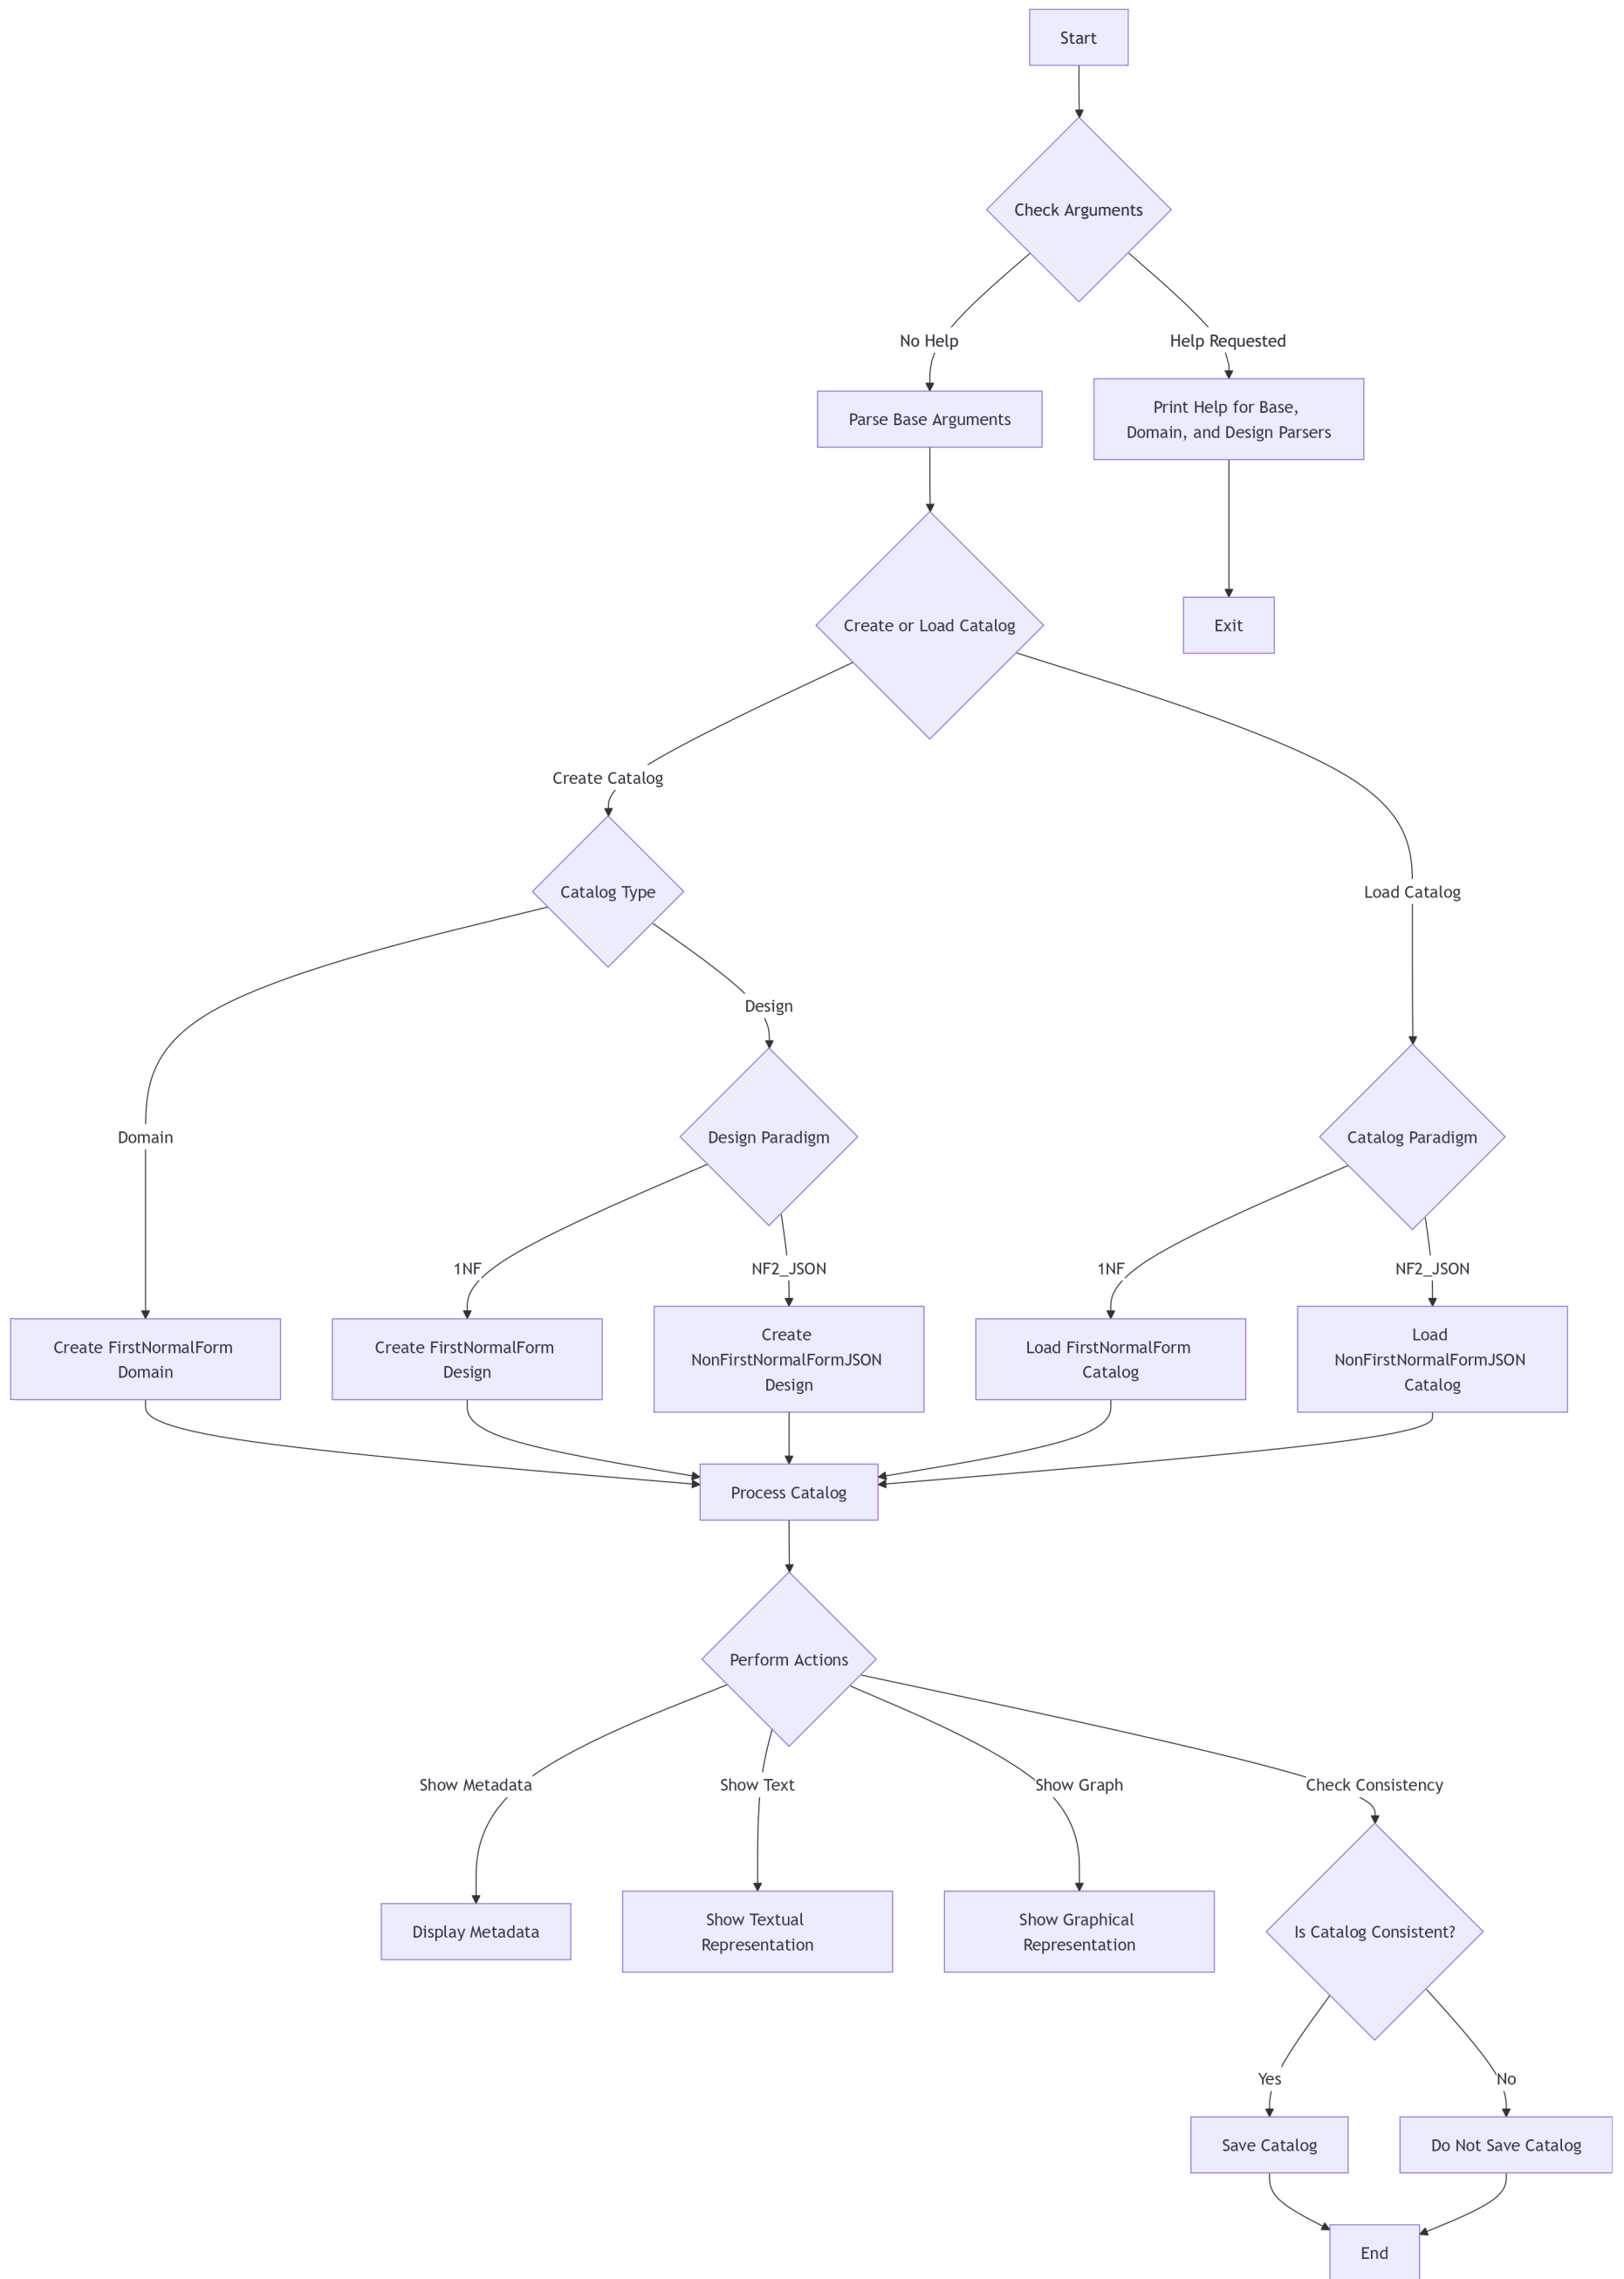 Start
Check Arguments
No Help
Help Requested
Parse Base Arguments
Print Help for Base,
Domain, and Design Parsers
Create or Load Catalog
Exit
Create Catalog
Catalog Type
Load Catalog
Design
Domain
Design Paradigm
Catalog Paradigm
1NF
NF2_JSON
1NF
NF2_JSON
Create FirstNormalForm
Domain
Create FirstNormalForm
Design
Create
NonFirstNormalFormJSON
Design
Load FirstNormalForm
Catalog
Load
NonFirstNormalFormJSON
Catalog
Process Catalog
Perform Actions
Show Metadata
Show Text
Show Graph
Check Consistency
Display Metadata
Show Textual
Representation
Show Graphical
Representation
Is Catalog Consistent?
Yes
No
Save Catalog
Do Not Save Catalog
End